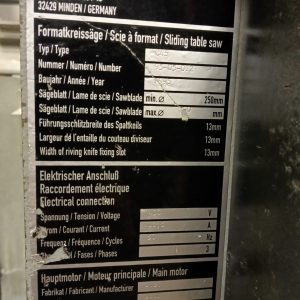 32429 MINDEN / GERMANY
Formatkreissäge / Scie à format / Sliding table saw
Typ / Type
Nummer / Numéro / Number
Baujahr / Année / Year
Sägeblatt / Lame de scie / Sawblade min.Ø 250mm
Sägeblatt / Lame de scie / Sawblade max.Ø mm
Führungsschlitzbreite des Spaltkeils 13mm
Largeur de l'entaille du couteau diviseur 13mm
Width of riving knife fixing slot 13mm
Elektrischer Anschluß
Raccordement électrique
Electrical connection
Spannung / Tension / Voltage V
Strom / Courant / Current A
Frequenz / Fréquence / Cycles Hz
/ Fases / Phases 3
Hauptmotor / Moteur principale / Main motor
Fabrikat / Fabricant / Manufacturer